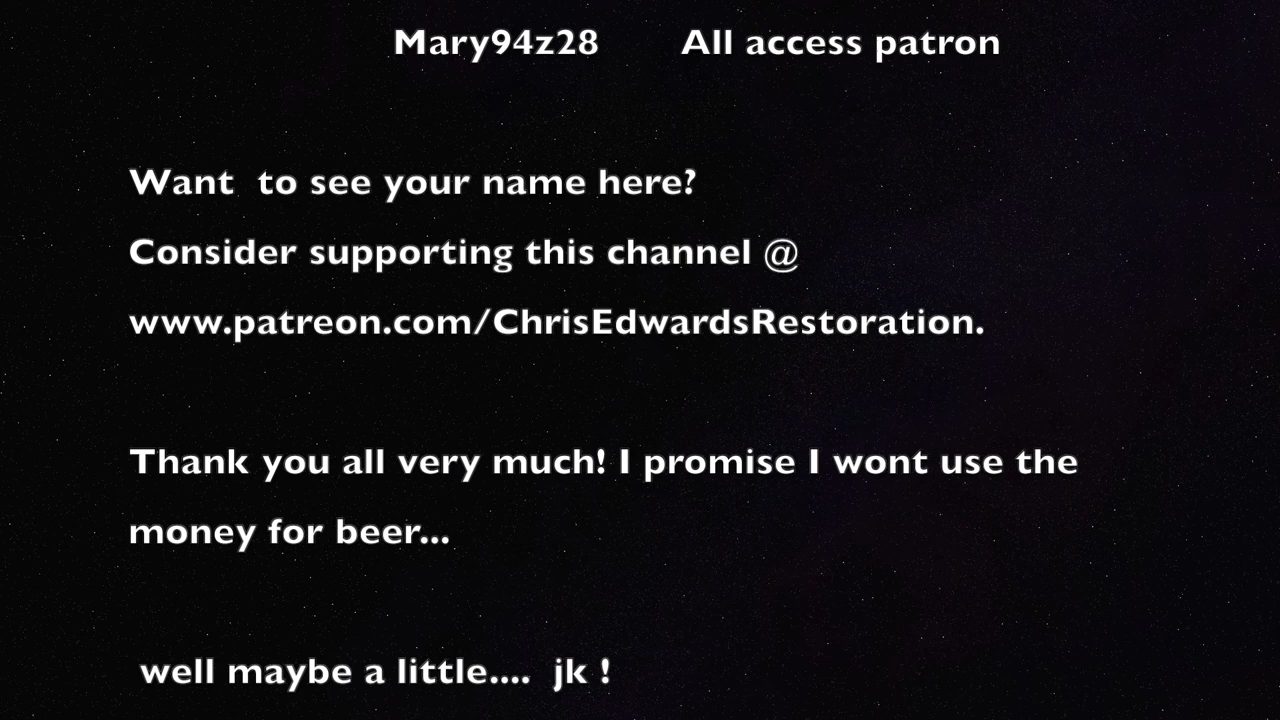 Mary94z28 All access patron
Want to see your name here?
Consider supporting this channel @
www.patreon.com/ChrisEdwardsRestoration.
Thank you all very much! I promise I wont use the
money for beer...
well maybe a little.... jk !